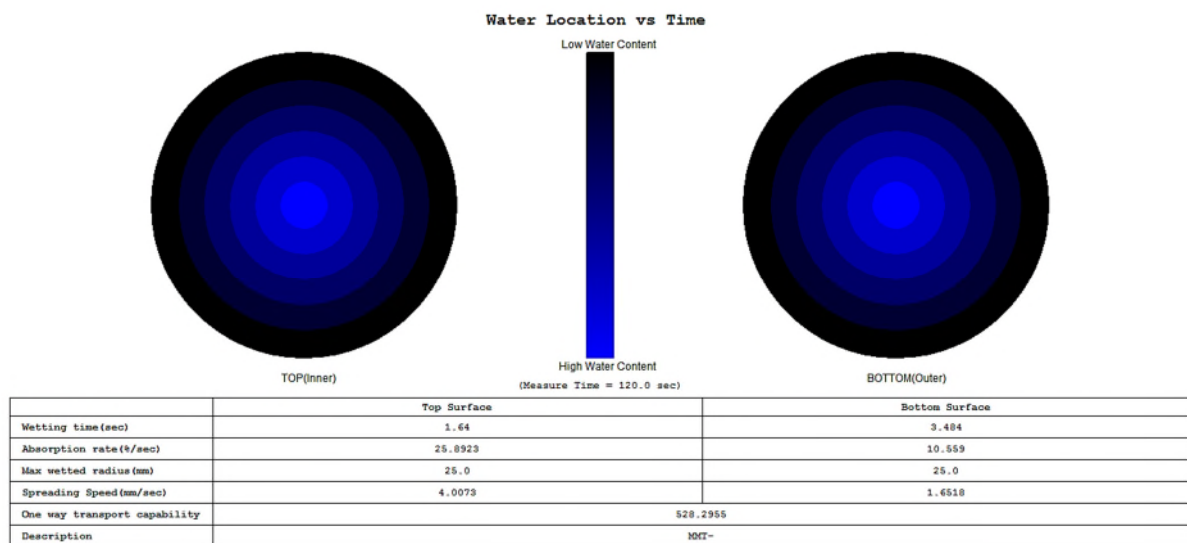 Water Location vs Time
Low Water Content
High Water Content
TOP(Inner)
(Measure Time = 120.0 sec)
BOTTOM(Outer)
Top Surface Bottom Surface
Wetting time(sec) 1.64 3.484
Absorption rate(%/sec) 25.8923 10.559
Max wetted radius(mm) 25.0 25.0
Spreading Speed(mm/sec) 4.0073 1.6518
One way transport capability 528.2955
Description MMT-